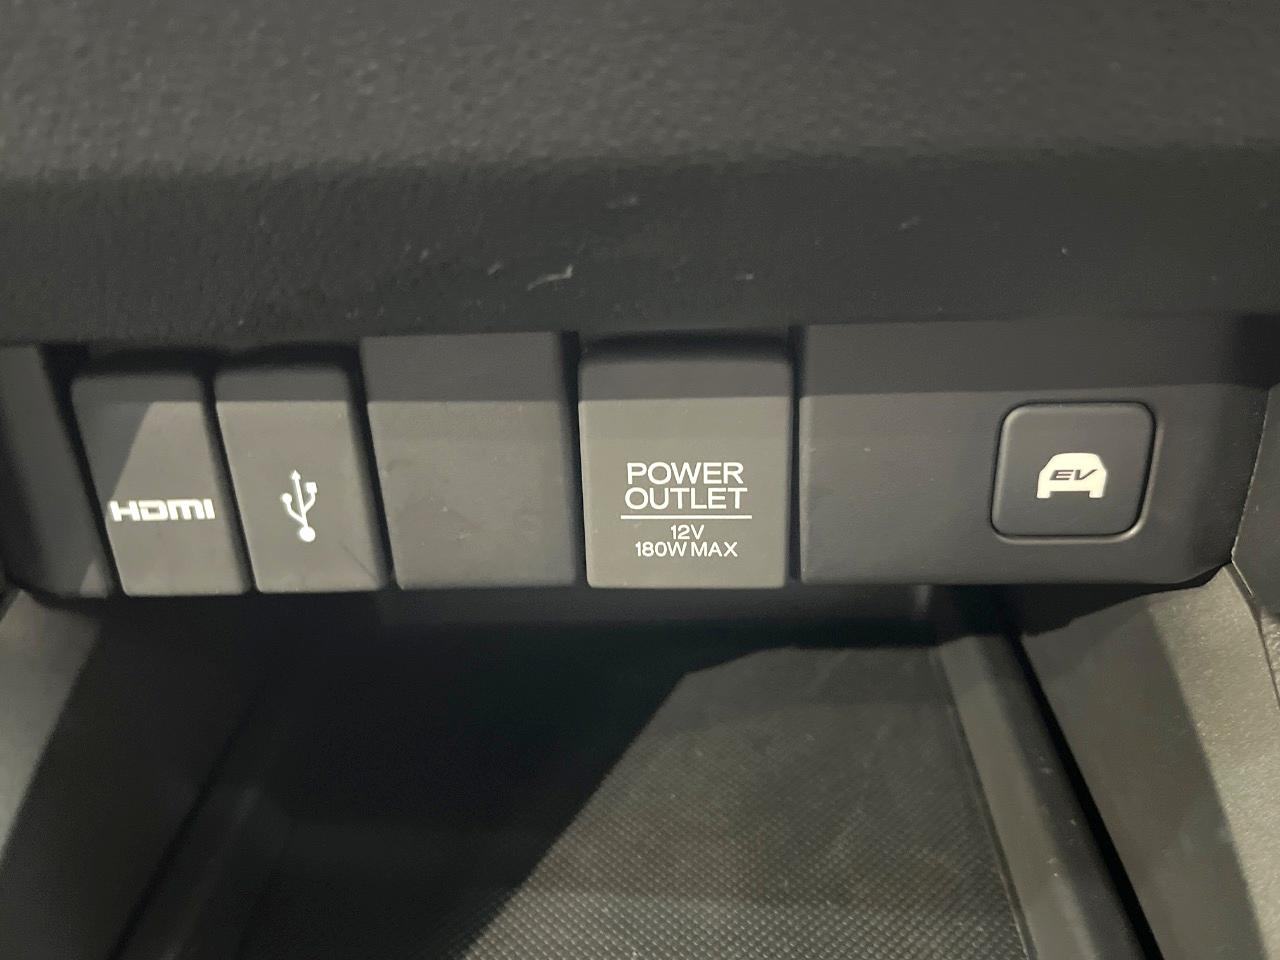 HDMI
POWER
OUTLET
12V
180W MAX
EV